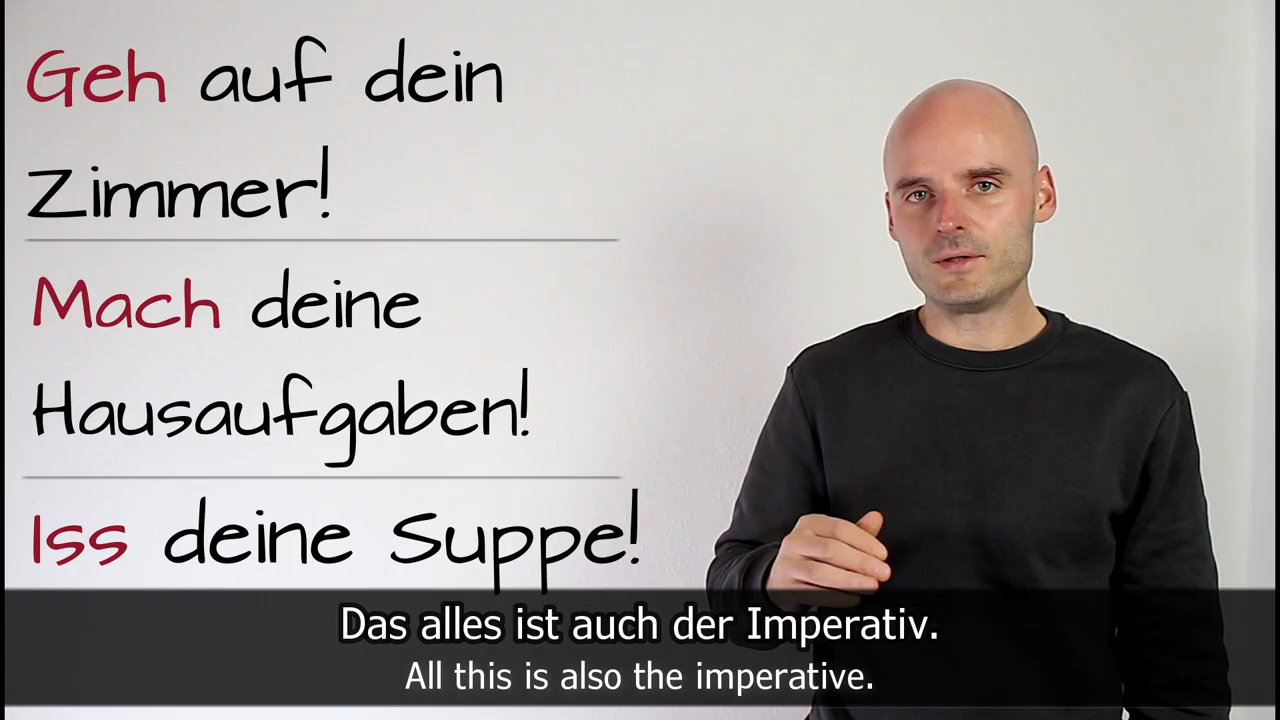 Geh auf dein
Zimmer!
Mach deine
Hausaufgaben!
Iss deine Suppe!
Das alles ist auch der Imperativ.
All this is also the imperative.